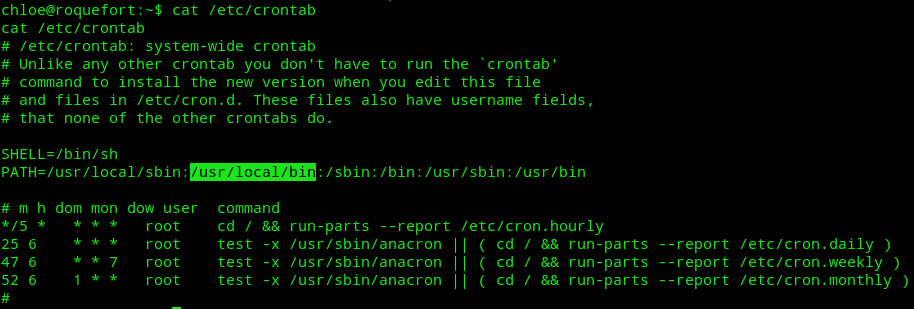 chloe@roquefort:~$ cat /etc/crontab
cat /etc/crontab
# /etc/crontab: system-wide crontab
# Unlike any other crontab you don't have to run the `crontab'
# command to install the new version when you edit this file
# and files in /etc/cron.d. These files also have username fields,
# that none of the other crontabs do.

SHELL=/bin/sh
PATH=/usr/local/sbin:/usr/local/bin:/sbin:/bin:/usr/sbin:/usr/bin

# m h dom mon dow user  command
*/5 *   * * *   root    cd / && run-parts --report /etc/cron.hourly
25 6    * * *   root    test -x /usr/sbin/anacron || ( cd / && run-parts --report /etc/cron.daily )
47 6    * * 7   root    test -x /usr/sbin/anacron || ( cd / && run-parts --report /etc/cron.weekly )
52 6    1 * *   root    test -x /usr/sbin/anacron || ( cd / && run-parts --report /etc/cron.monthly )
#